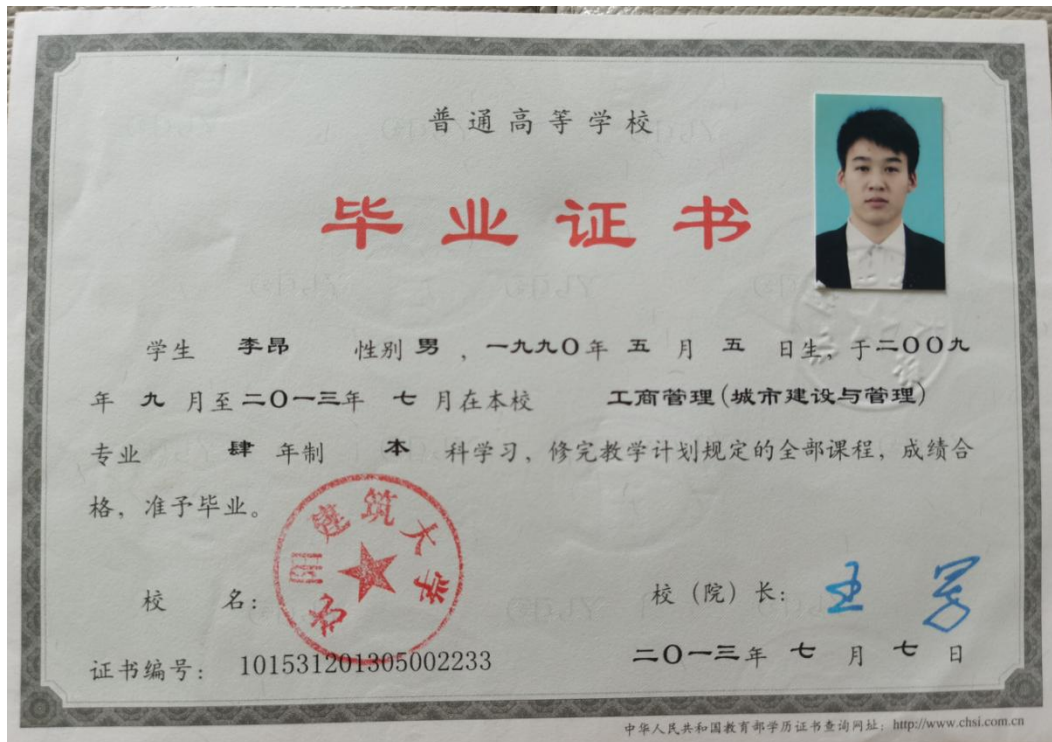 普通高等学校
毕业证书
学生 李昂 性别 男 ，一九九〇年 五 月 五 日生，于二〇〇九
年 九 月至二〇一三年 七 月在本校 工商管理(城市建设与管理)
专业 肆 年制 本 科学习，修完教学计划规定的全部课程，成绩合
格，准予毕业。
建筑大学
校 名：
校（院）长：
证书编号：101531201305002233
二〇一三年 七 月 七 日
中华人民共和国教育部学历证书查询网址：http://www.chsi.com.cn